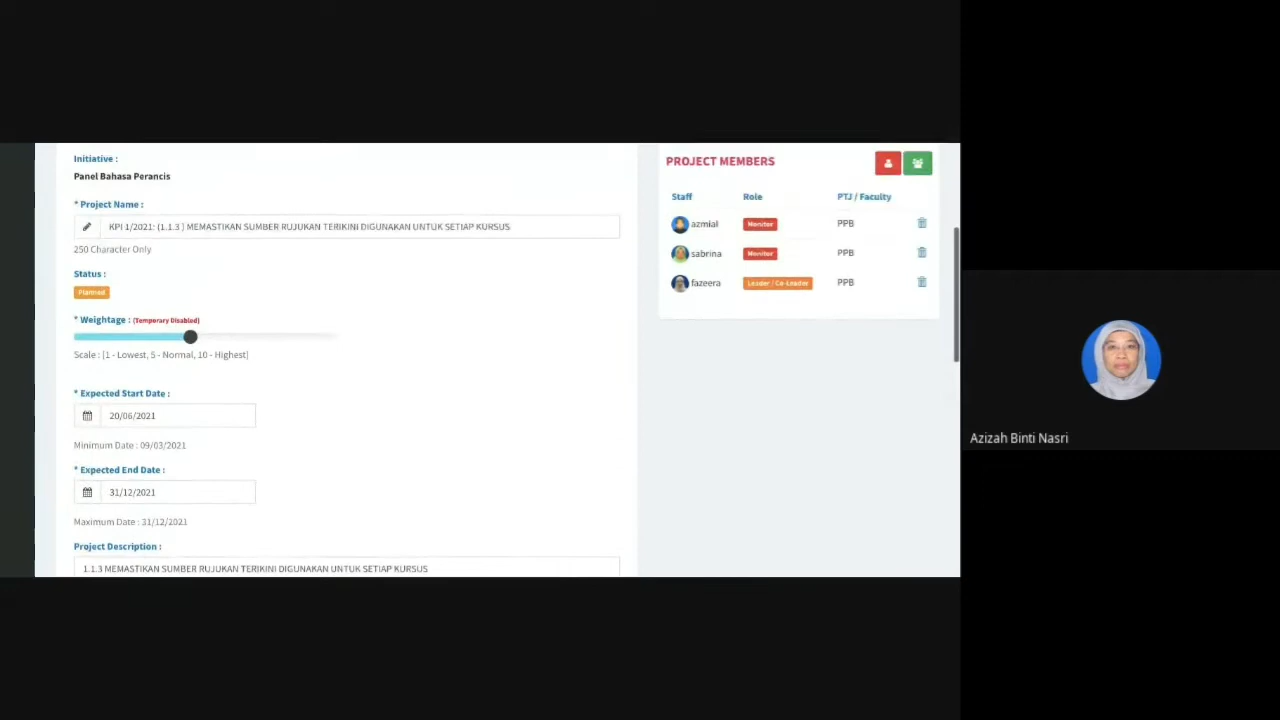 Initiative :
Panel Bahasa Perancis
* Project Name :
KPI 1/2021: (1.1.3 ) MEMASTIKAN SUMBER RUJUKAN TERIKINI DIGUNAKAN UNTUK SETIAP KURSUS
250 Character Only
Status :
Planned
* Weightage : (Temporary Disabled)
Scale : [1 - Lowest, 5 - Normal, 10 - Highest]
* Expected Start Date :
20/06/2021
Minimum Date : 09/03/2021
* Expected End Date :
31/12/2021
Maximum Date : 31/12/2021
Project Description :
1.1.3 MEMASTIKAN SUMBER RUJUKAN TERIKINI DIGUNAKAN UNTUK SETIAP KURSUS
PROJECT MEMBERS
Staff Role PTJ / Faculty
azmial Monitor PPB
sabrina Monitor PPB
fazeera Leader / Co-Leader PPB
Azizah Binti Nasri